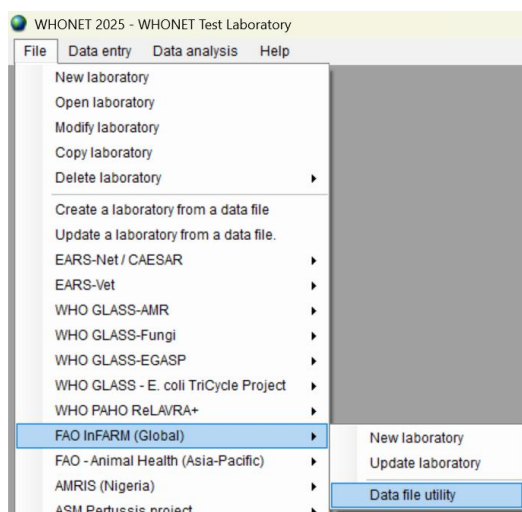 WHONET 2025 - WHONET Test Laboratory
File Data entry Data analysis Help
New laboratory
Open laboratory
Modify laboratory
Copy laboratory
Delete laboratory
Create a laboratory from a data file
Update a laboratory from a data file.
EARS-Net / CAESAR
EARS-Vet
WHO GLASS-AMR
WHO GLASS-Fungi
WHO GLASS-EGASP
WHO GLASS - E. coli TriCycle Project
WHO PAHO ReLAVRA+
FAO InFARM (Global)
New laboratory
FAO - Animal Health (Asia-Pacific)
Update laboratory
AMRIS (Nigeria)
Data file utility
ASM Pertussis project